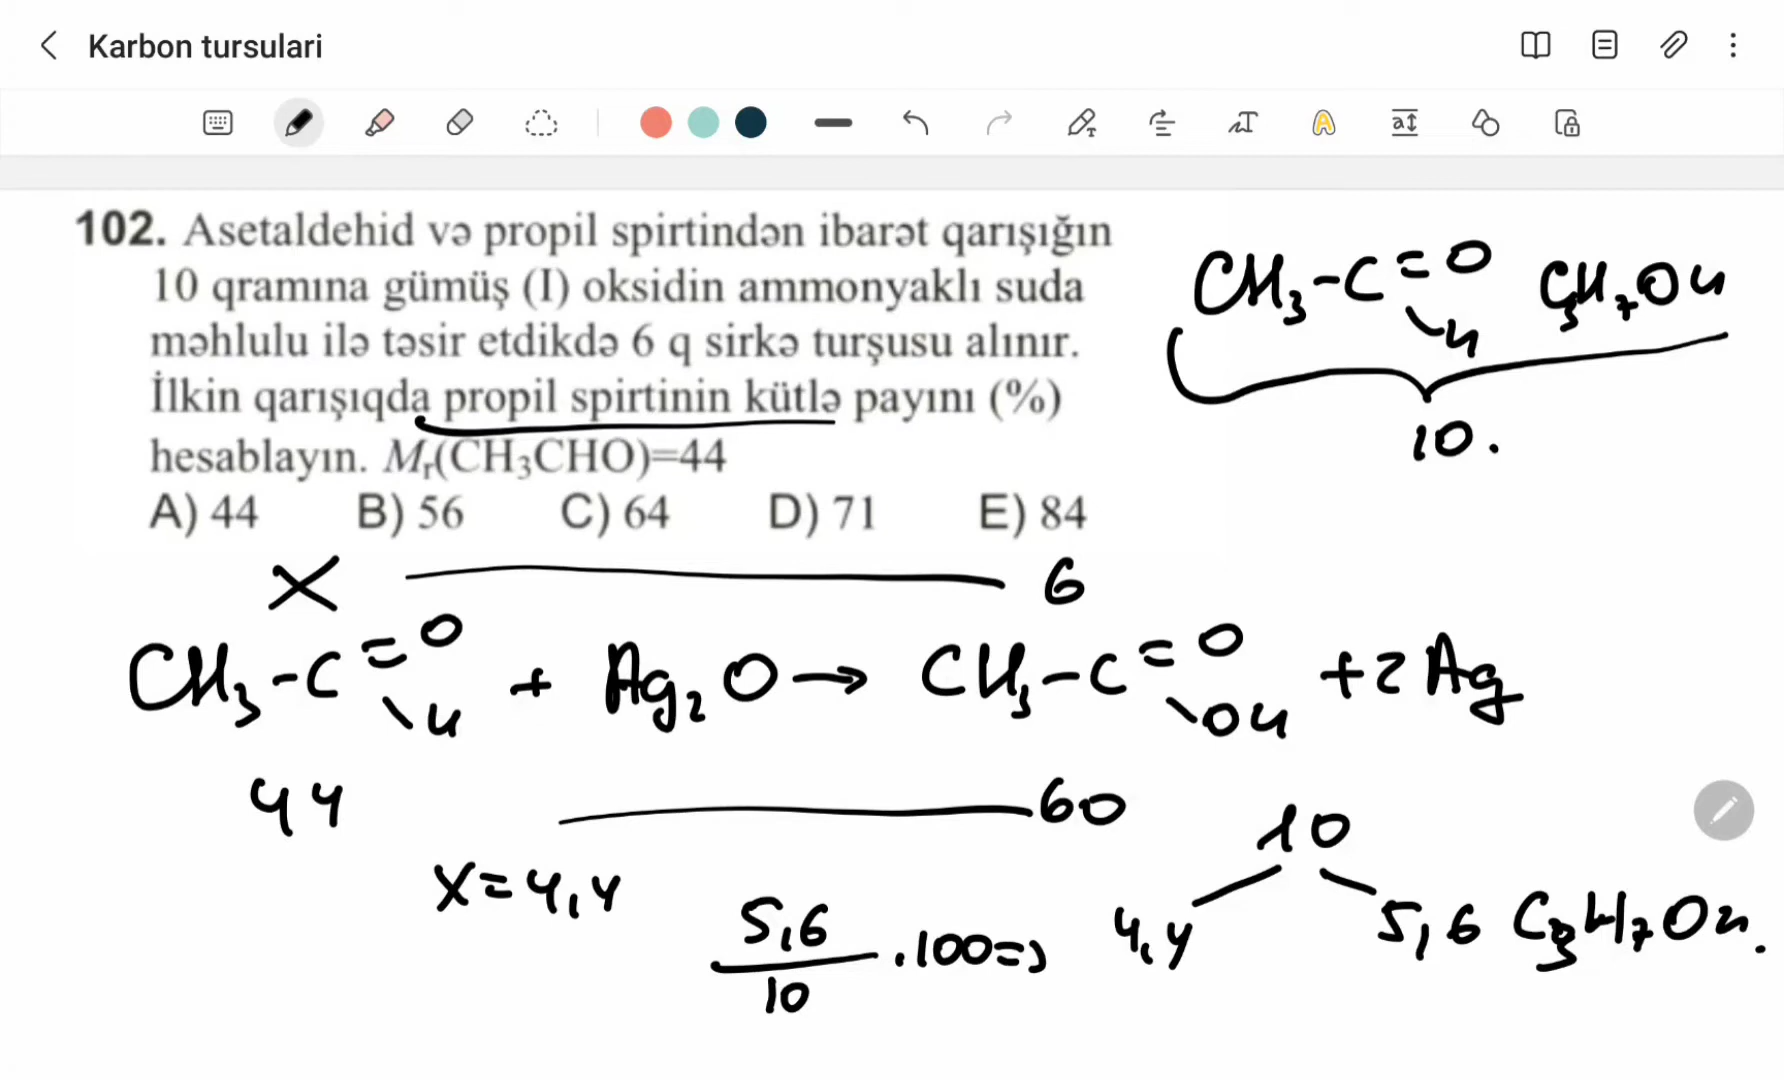 Karbon tursulari
102. Asetaldehid və propil spirtindən ibarət qarışığın
10 qramına gümüş (I) oksidin ammonyaklı suda
məhlulu ilə təsir etdikdə 6 q sirkə turşusu alınır.
İlkin qarışıqda propil spirtinin kütlə payını (%)
hesablayın. Mr(CH3CHO)=44
A) 44 B) 56 C) 64 D) 71 E) 84
CH3-C=O \H C3H7OH
10.
X 6
CH3-C=O \H + Ag2O → CH3-C=O \OH +2Ag
44 60
X=4,4
10
4,4 5,6 C3H7OH.
5,6/10 .100=>